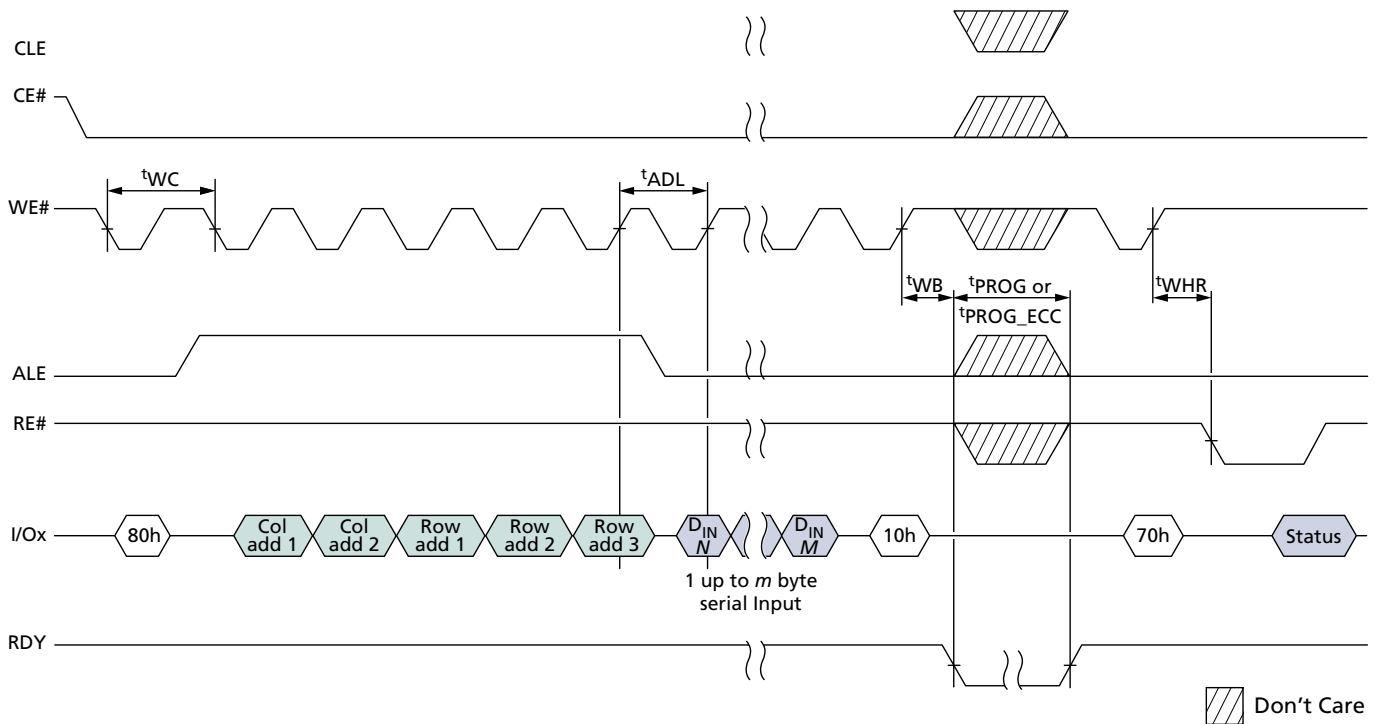 CLE
CE#
tWC
tADL
WE#
tWB
tPROG or
tPROG_ECC
tWHR
ALE
RE#
I/Ox
80h
Col
add 1
Col
add 2
Row
add 1
Row
add 2
Row
add 3
DIN
N
DIN
M
10h
70h
Status
1 up to m byte
serial Input
RDY
Don't Care